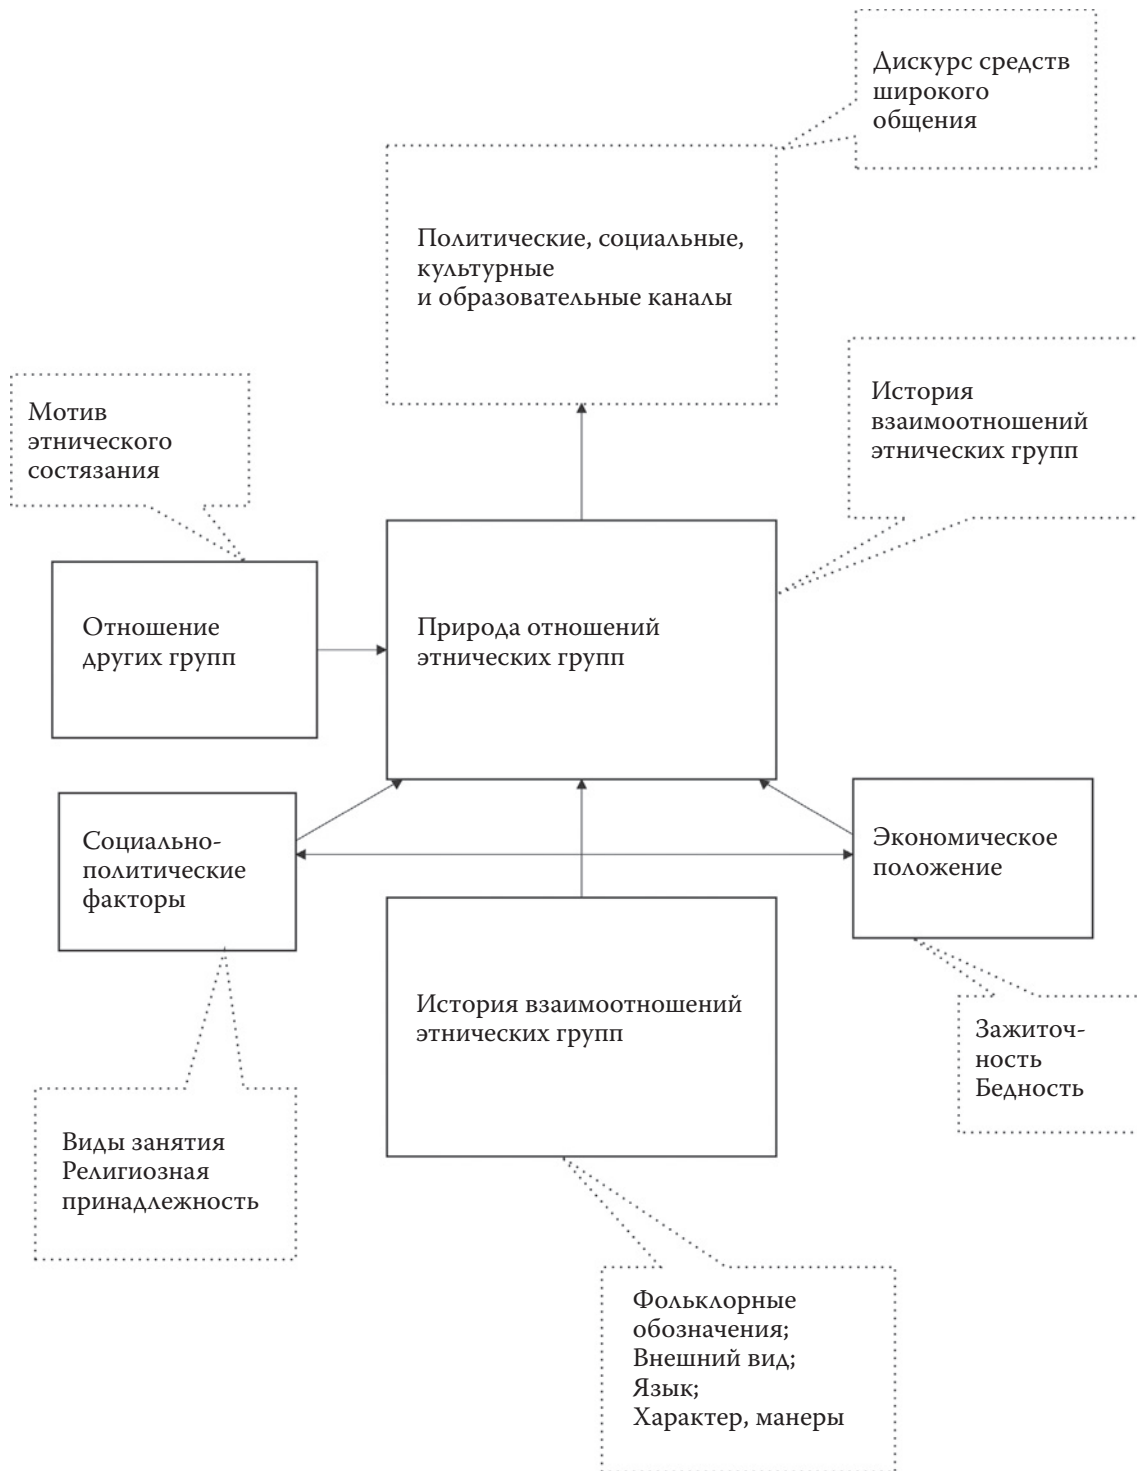 Дискурс средств
широкого
общения
Политические, социальные,
культурные
и образовательные каналы
История
взаимоотношений
этнических групп
Мотив
этнического
состязания
Отношение
других групп
Природа отношений
этнических групп
Социально-
политические
факторы
Экономическое
положение
История взаимоотношений
этнических групп
Зажиточ-
ность
Бедность
Виды занятия
Религиозная
принадлежность
Фольклорные
обозначения;
Внешний вид;
Язык;
Характер, манеры